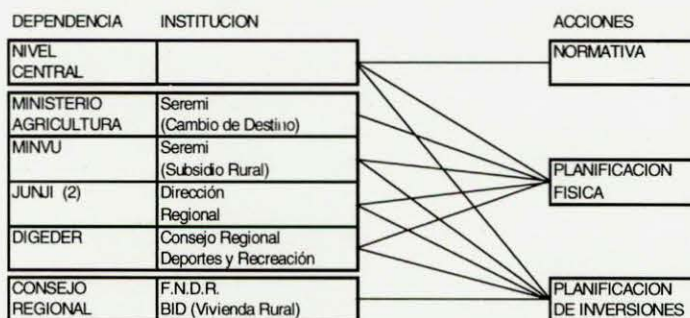 DEPENDENCIA INSTITUCION ACCIONES
NIVEL NORMATIVA
CENTRAL
MINISTERIO Seremi
AGRICULTURA (Cambio de Destino)
MINVU Seremi
(Subsidio Rural)
PLANIFICACION
FISICA
JUNJI (2) Dirección
Regional
DIGEDER Consejo Regional
Deportes y Recreación
CONSEJO F.N.D.R. PLANIFICACION
REGIONAL BID (Vivienda Rural) DE INVERSIONES